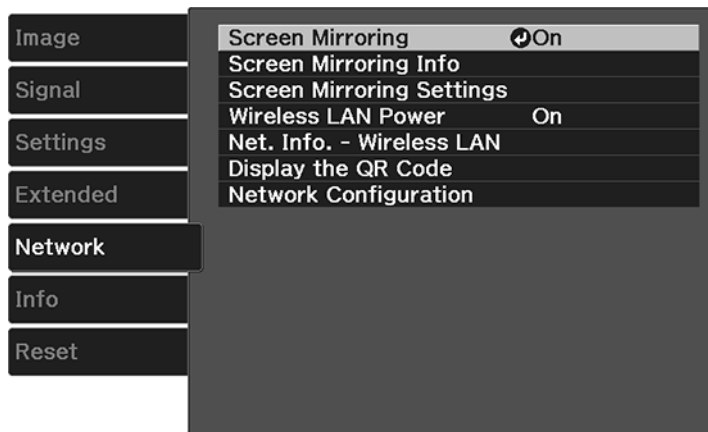 Image
Signal
Settings
Extended
Network
Info
Reset
Screen Mirroring On
Screen Mirroring Info
Screen Mirroring Settings
Wireless LAN Power On
Net. Info. - Wireless LAN
Display the QR Code
Network Configuration